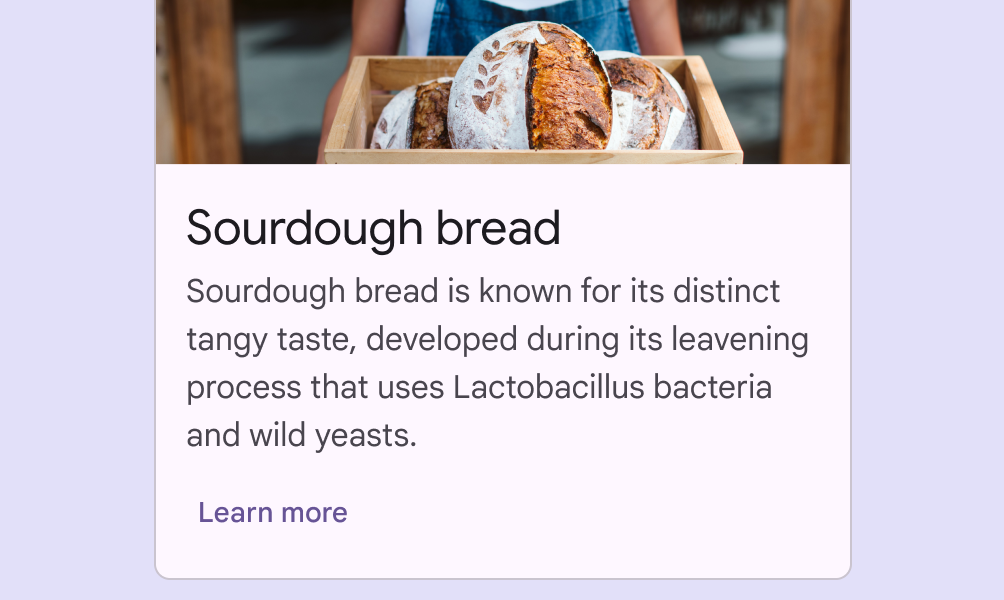 Sourdough bread
Sourdough bread is known for its distinct
tangy taste, developed during its leavening
process that uses Lactobacillus bacteria
and wild yeasts.
Learn more